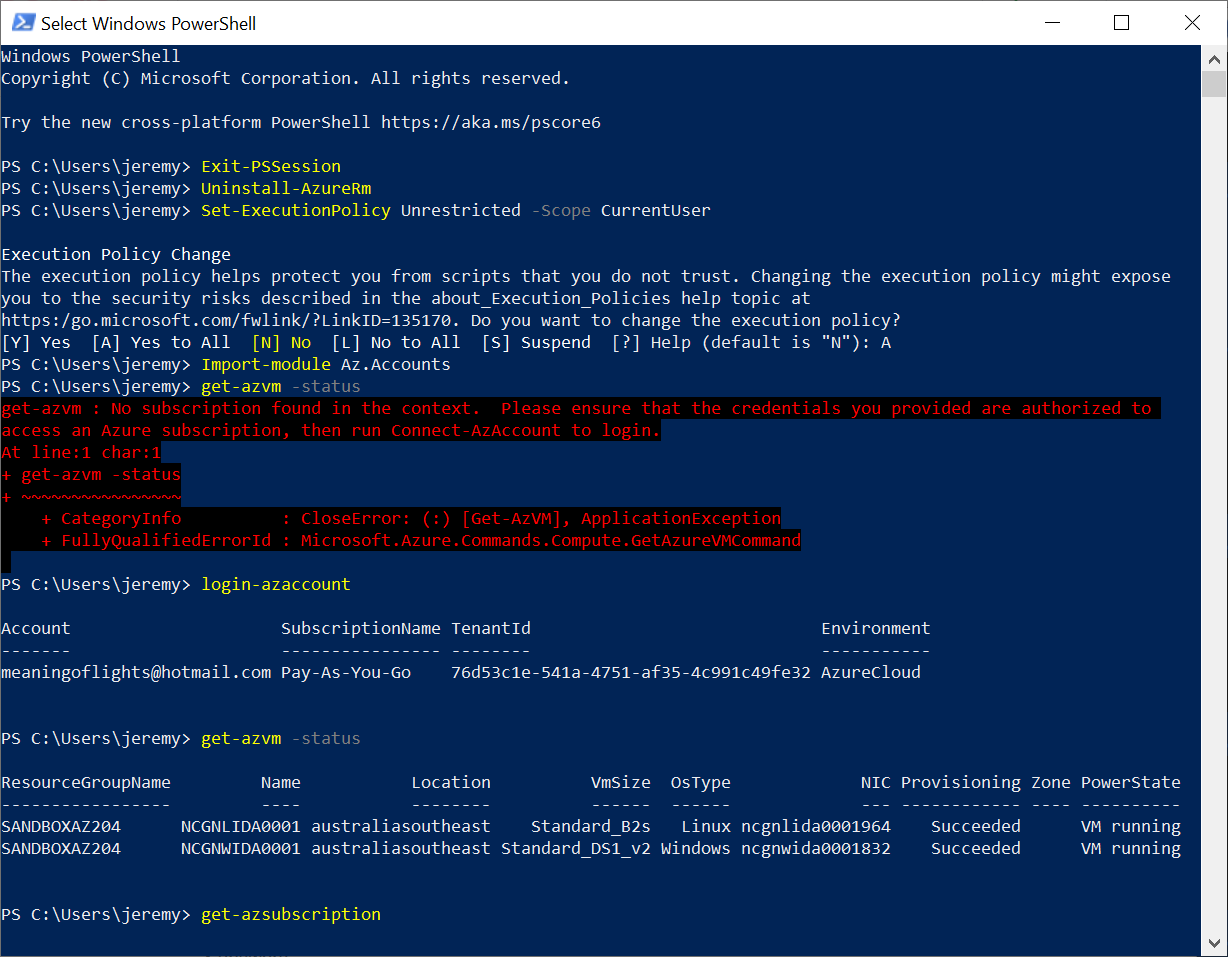 Select Windows PowerShell
Windows PowerShell
Copyright (C) Microsoft Corporation. All rights reserved.
Try the new cross-platform PowerShell https://aka.ms/pscore6
PS C:\Users\jeremy> Exit-PSSession
PS C:\Users\jeremy> Uninstall-AzureRm
PS C:\Users\jeremy> Set-ExecutionPolicy Unrestricted -Scope CurrentUser
Execution Policy Change
The execution policy helps protect you from scripts that you do not trust. Changing the execution policy might expose
you to the security risks described in the about_Execution_Policies help topic at
https:/go.microsoft.com/fwlink/?LinkID=135170. Do you want to change the execution policy?
[Y] Yes  [A] Yes to All  [N] No  [L] No to All  [S] Suspend  [?] Help (default is "N"): A
PS C:\Users\jeremy> Import-module Az.Accounts
PS C:\Users\jeremy> get-azvm -status
get-azvm : No subscription found in the context.  Please ensure that the credentials you provided are authorized to
access an Azure subscription, then run Connect-AzAccount to login.
At line:1 char:1
+ get-azvm -status
+ ~~~~~~~~~~~~~~~~
    + CategoryInfo          : CloseError: (:) [Get-AzVM], ApplicationException
    + FullyQualifiedErrorId : Microsoft.Azure.Commands.Compute.GetAzureVMCommand
PS C:\Users\jeremy> login-azaccount
Account                     SubscriptionName TenantId                             Environment
-------                     ---------------- --------                             -----------
meaningoflights@hotmail.com Pay-As-You-Go    76d53c1e-541a-4751-af35-4c991c49fe32 AzureCloud
PS C:\Users\jeremy> get-azvm -status
ResourceGroupName         Name           Location          VmSize  OsType             NIC Provisioning Zone PowerState
-----------------         ----           --------          ------  ------             --- ------------ ---- ----------
SANDBOXAZ204      NCGNLIDA0001 australiasoutheast    Standard_B2s   Linux ncgnlida0001964    Succeeded      VM running
SANDBOXAZ204      NCGNWIDA0001 australiasoutheast Standard_DS1_v2 Windows ncgnwida0001832    Succeeded      VM running
PS C:\Users\jeremy> get-azsubscription